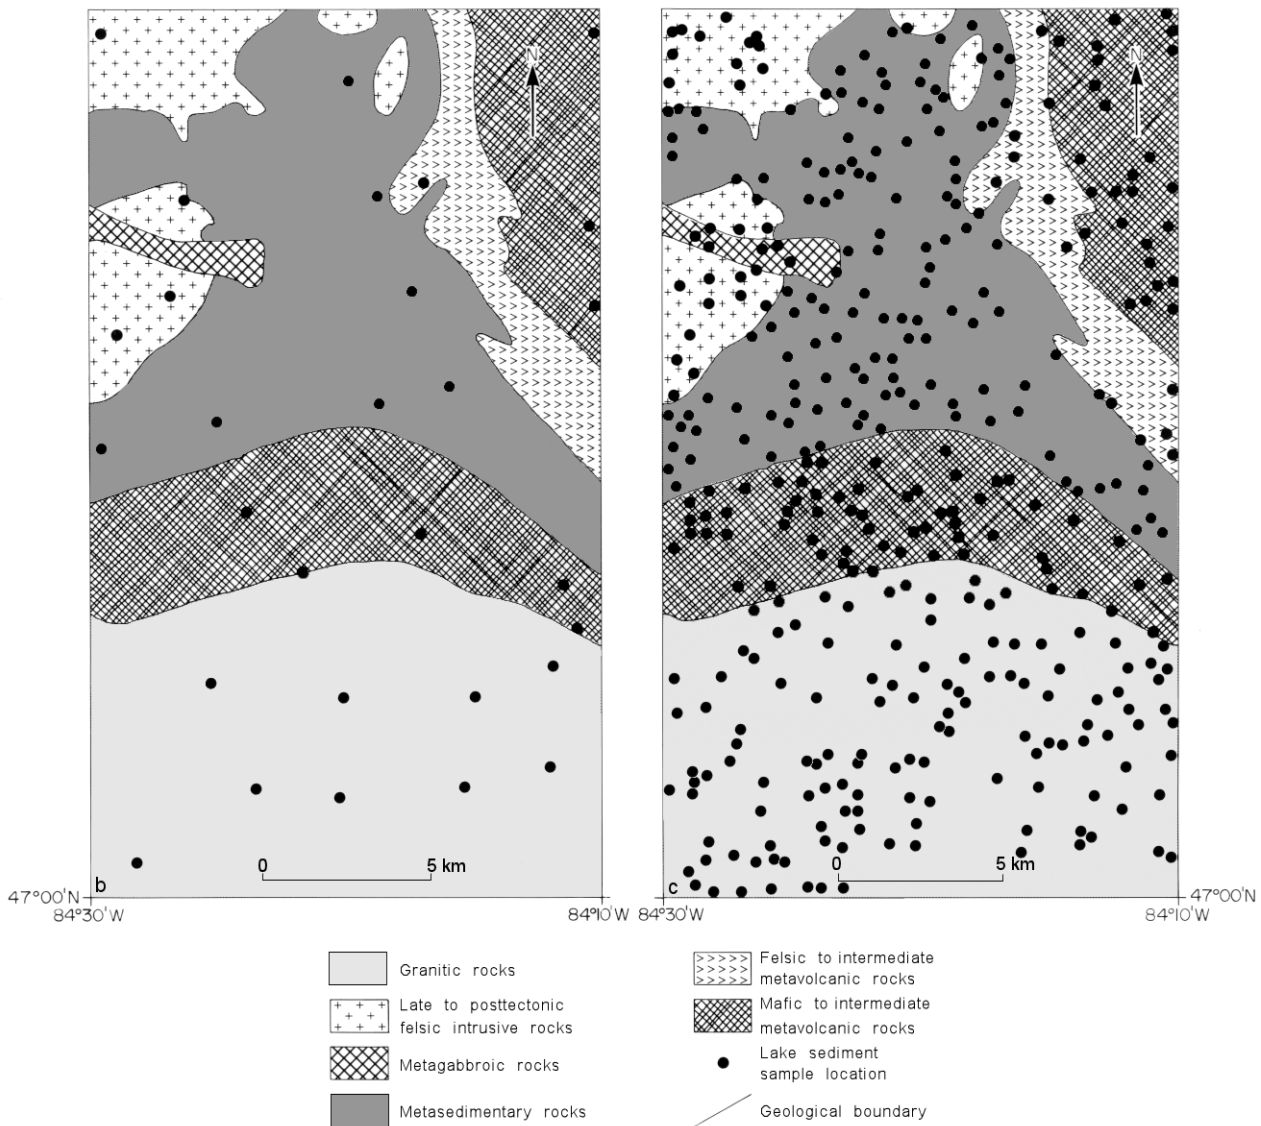 N
N
b
0
5 km
c
0
5 km
47°00'N
47°00'N
84°30'W
84°10'W
84°30'W
84°10'W
Granitic rocks
Late to posttectonic
felsic intrusive rocks
Metagabbroic rocks
Metasedimentary rocks
Felsic to intermediate
metavolcanic rocks
Mafic to intermediate
metavolcanic rocks
Lake sediment
sample location
Geological boundary